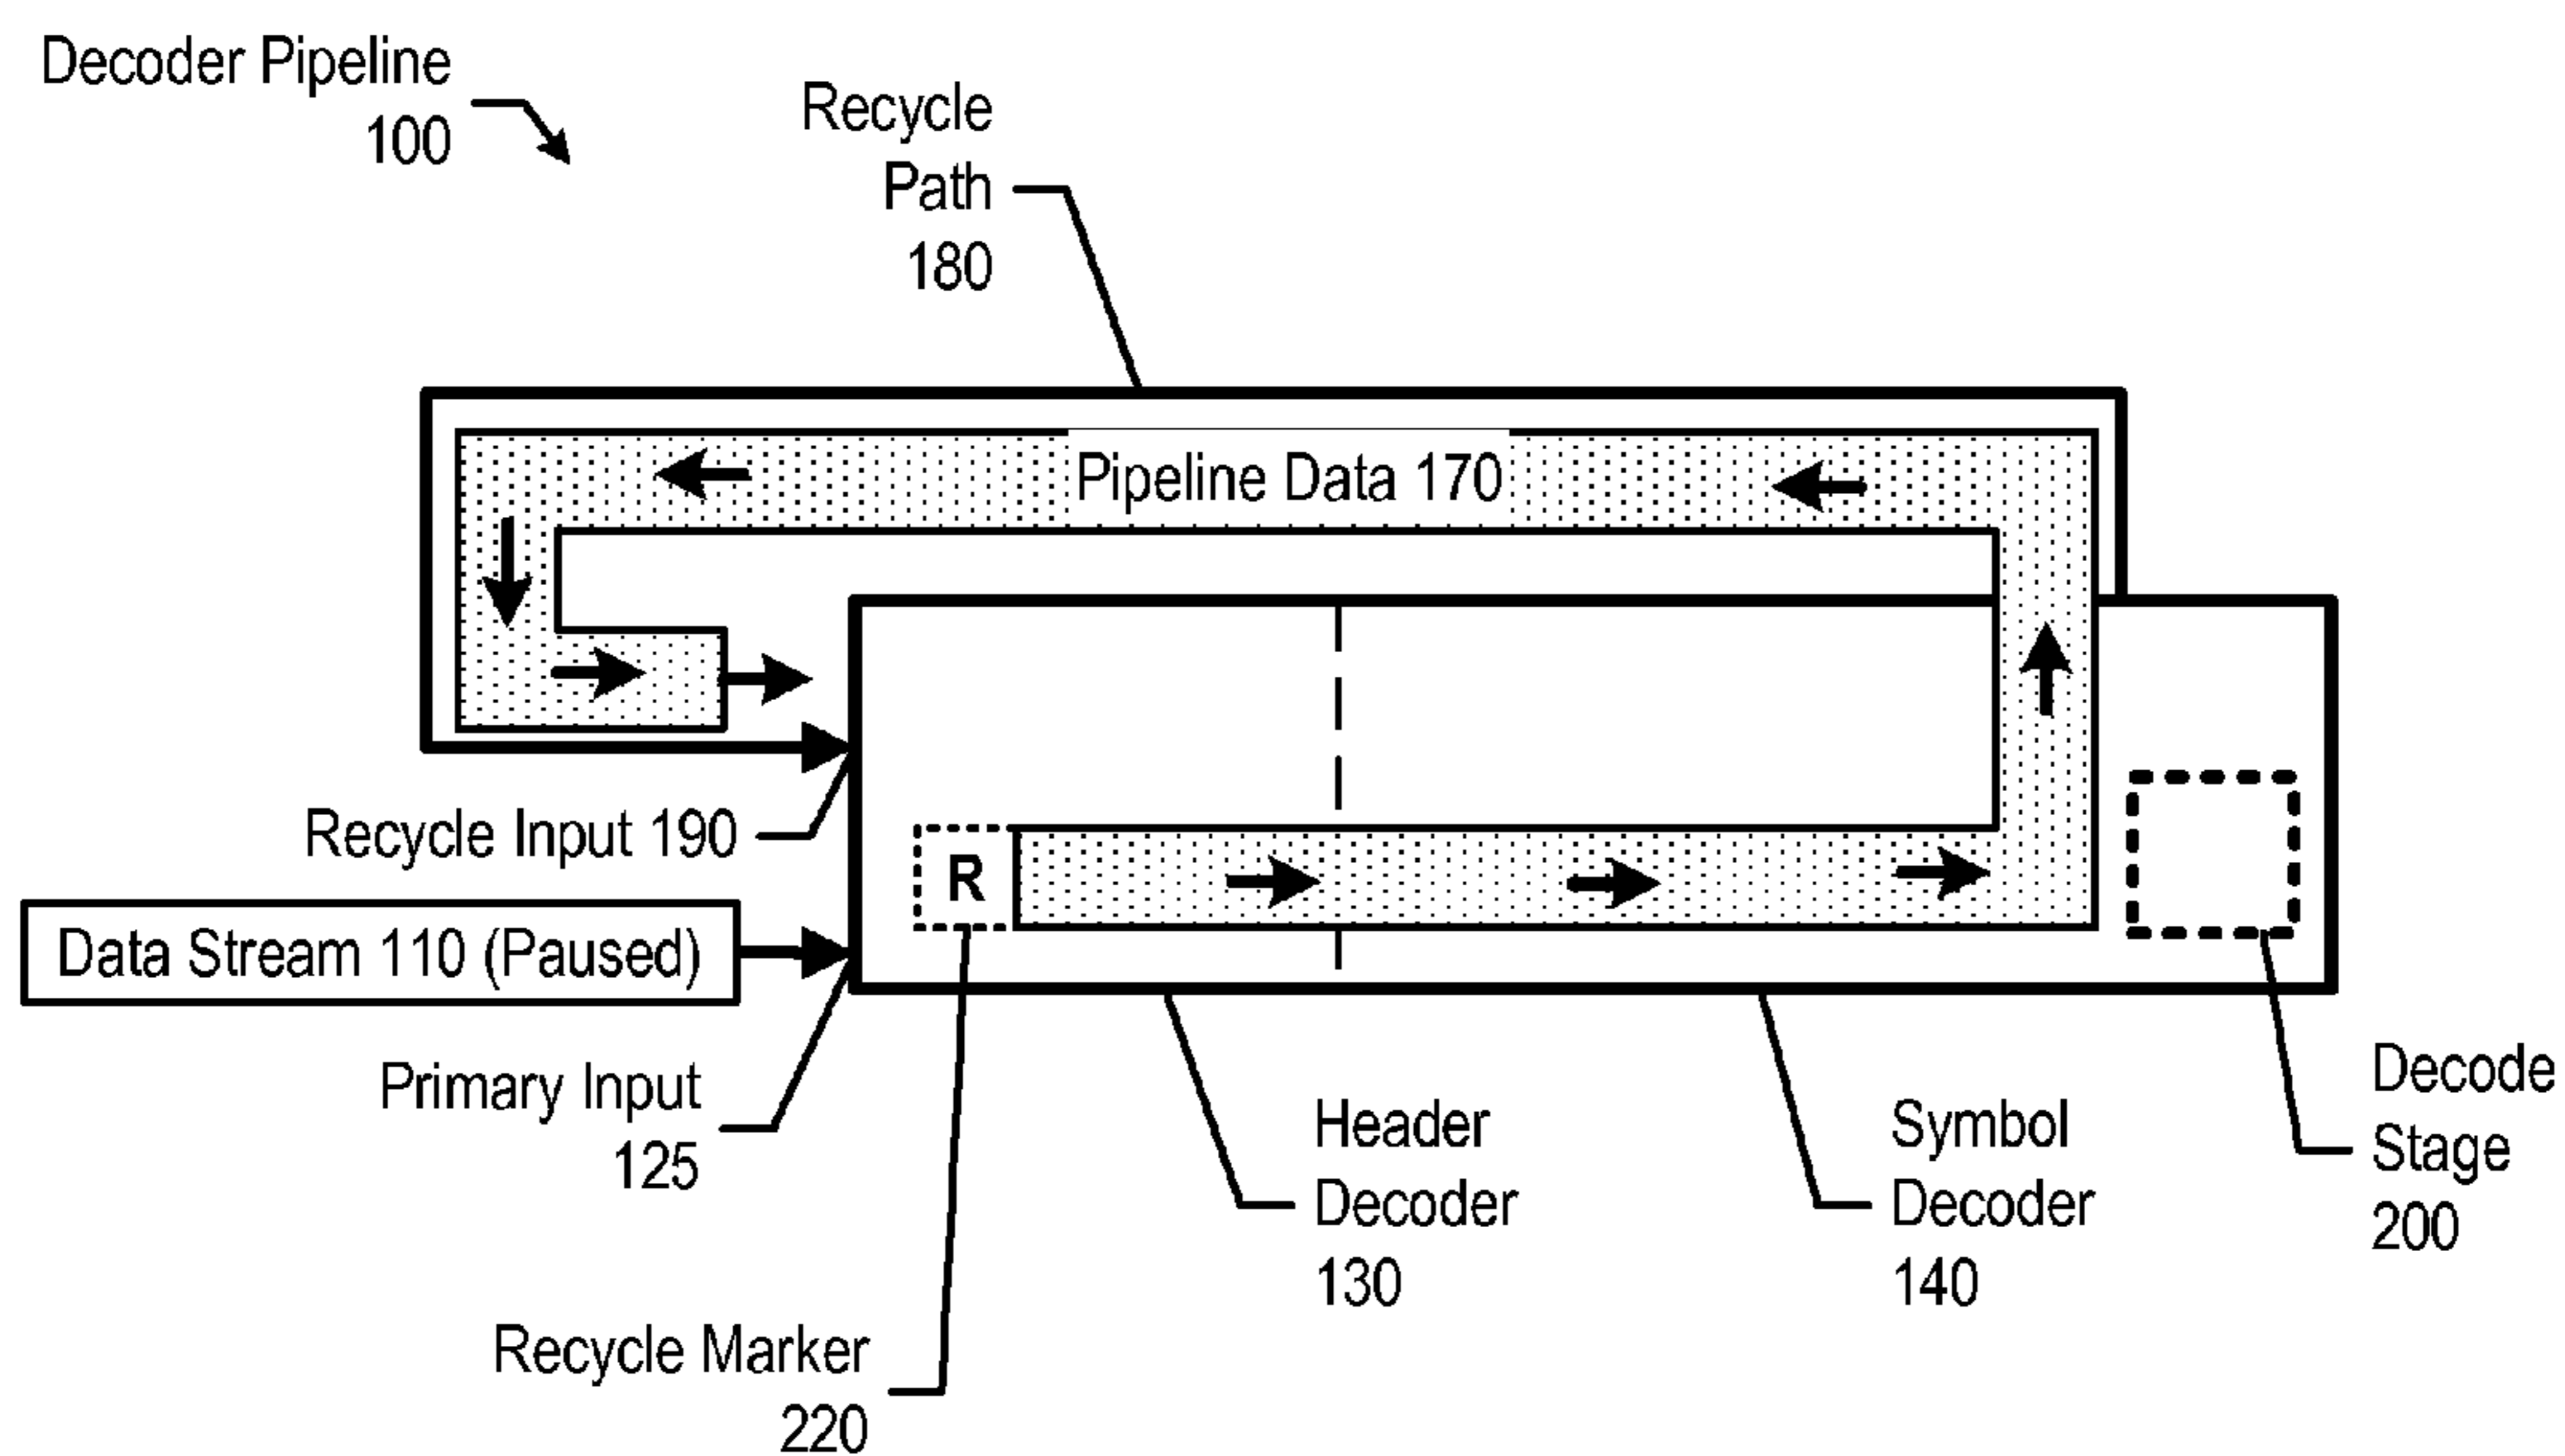 Decoder Pipeline
100
Recycle
Path
180
Pipeline Data 170
Recycle Input 190
R
Data Stream 110 (Paused)
Primary Input
125
Header
Decoder
130
Symbol
Decoder
140
Decode
Stage
200
Recycle Marker
220